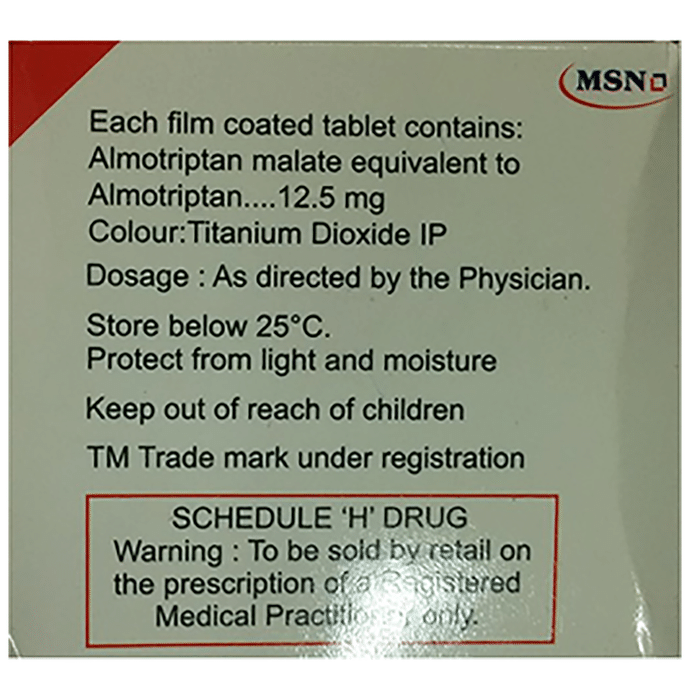 MSN
Each film coated tablet contains:
Almotriptan malate equivalent to
Almotriptan....12.5 mg
Colour:Titanium Dioxide IP
Dosage : As directed by the Physician.
Store below 25°C.
Protect from light and moisture
Keep out of reach of children
TM Trade mark under registration
SCHEDULE 'H' DRUG
Warning : To be sold by retail on
the prescription of a Registered
Medical Practitioner only.